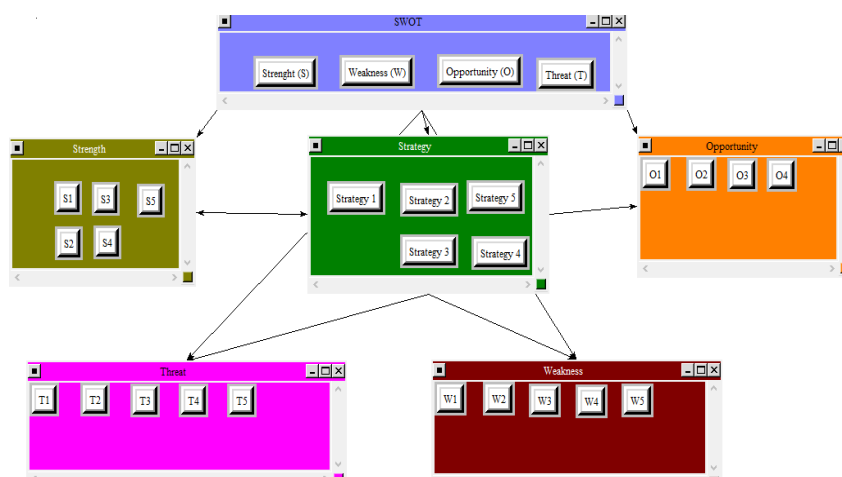 SWOT
Strenght (S)
Weakness (W)
Opportunity (O)
Threat (T)
Strength
S1
S3
S5
S2
S4
Strategy
Strategy 1
Strategy 2
Strategy 5
Strategy 3
Strategy 4
Opportunity
O1
O2
O3
O4
Threat
T1
T2
T3
T4
T5
Weakness
W1
W2
W3
W4
W5